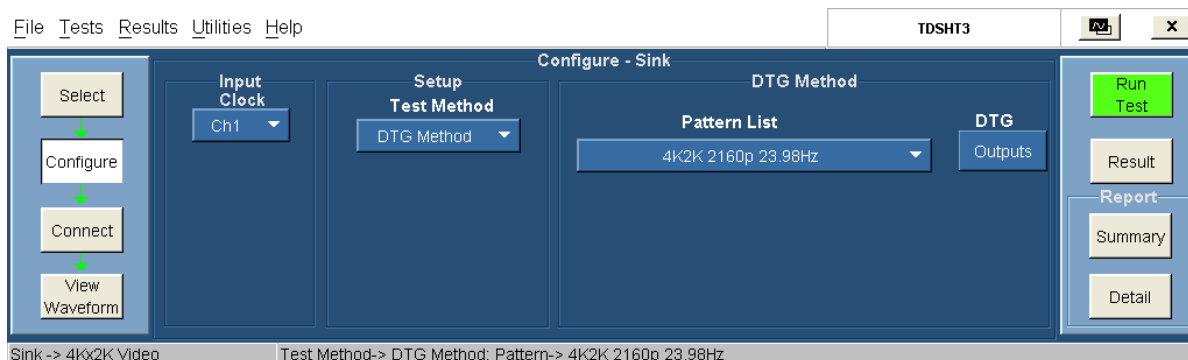 File Tests Results Utilities Help
TDSHT3
x
Configure - Sink
Select
Configure
Connect
View
Waveform
Input
Clock
Ch1
Setup
Test Method
DTG Method
DTG Method
Pattern List
4K2K 2160p 23.98Hz
DTG
Outputs
Run
Test
Result
Report
Summary
Detail
Sink -> 4Kx2K Video
Test Method-> DTG Method; Pattern-> 4K2K 2160p 23.98Hz